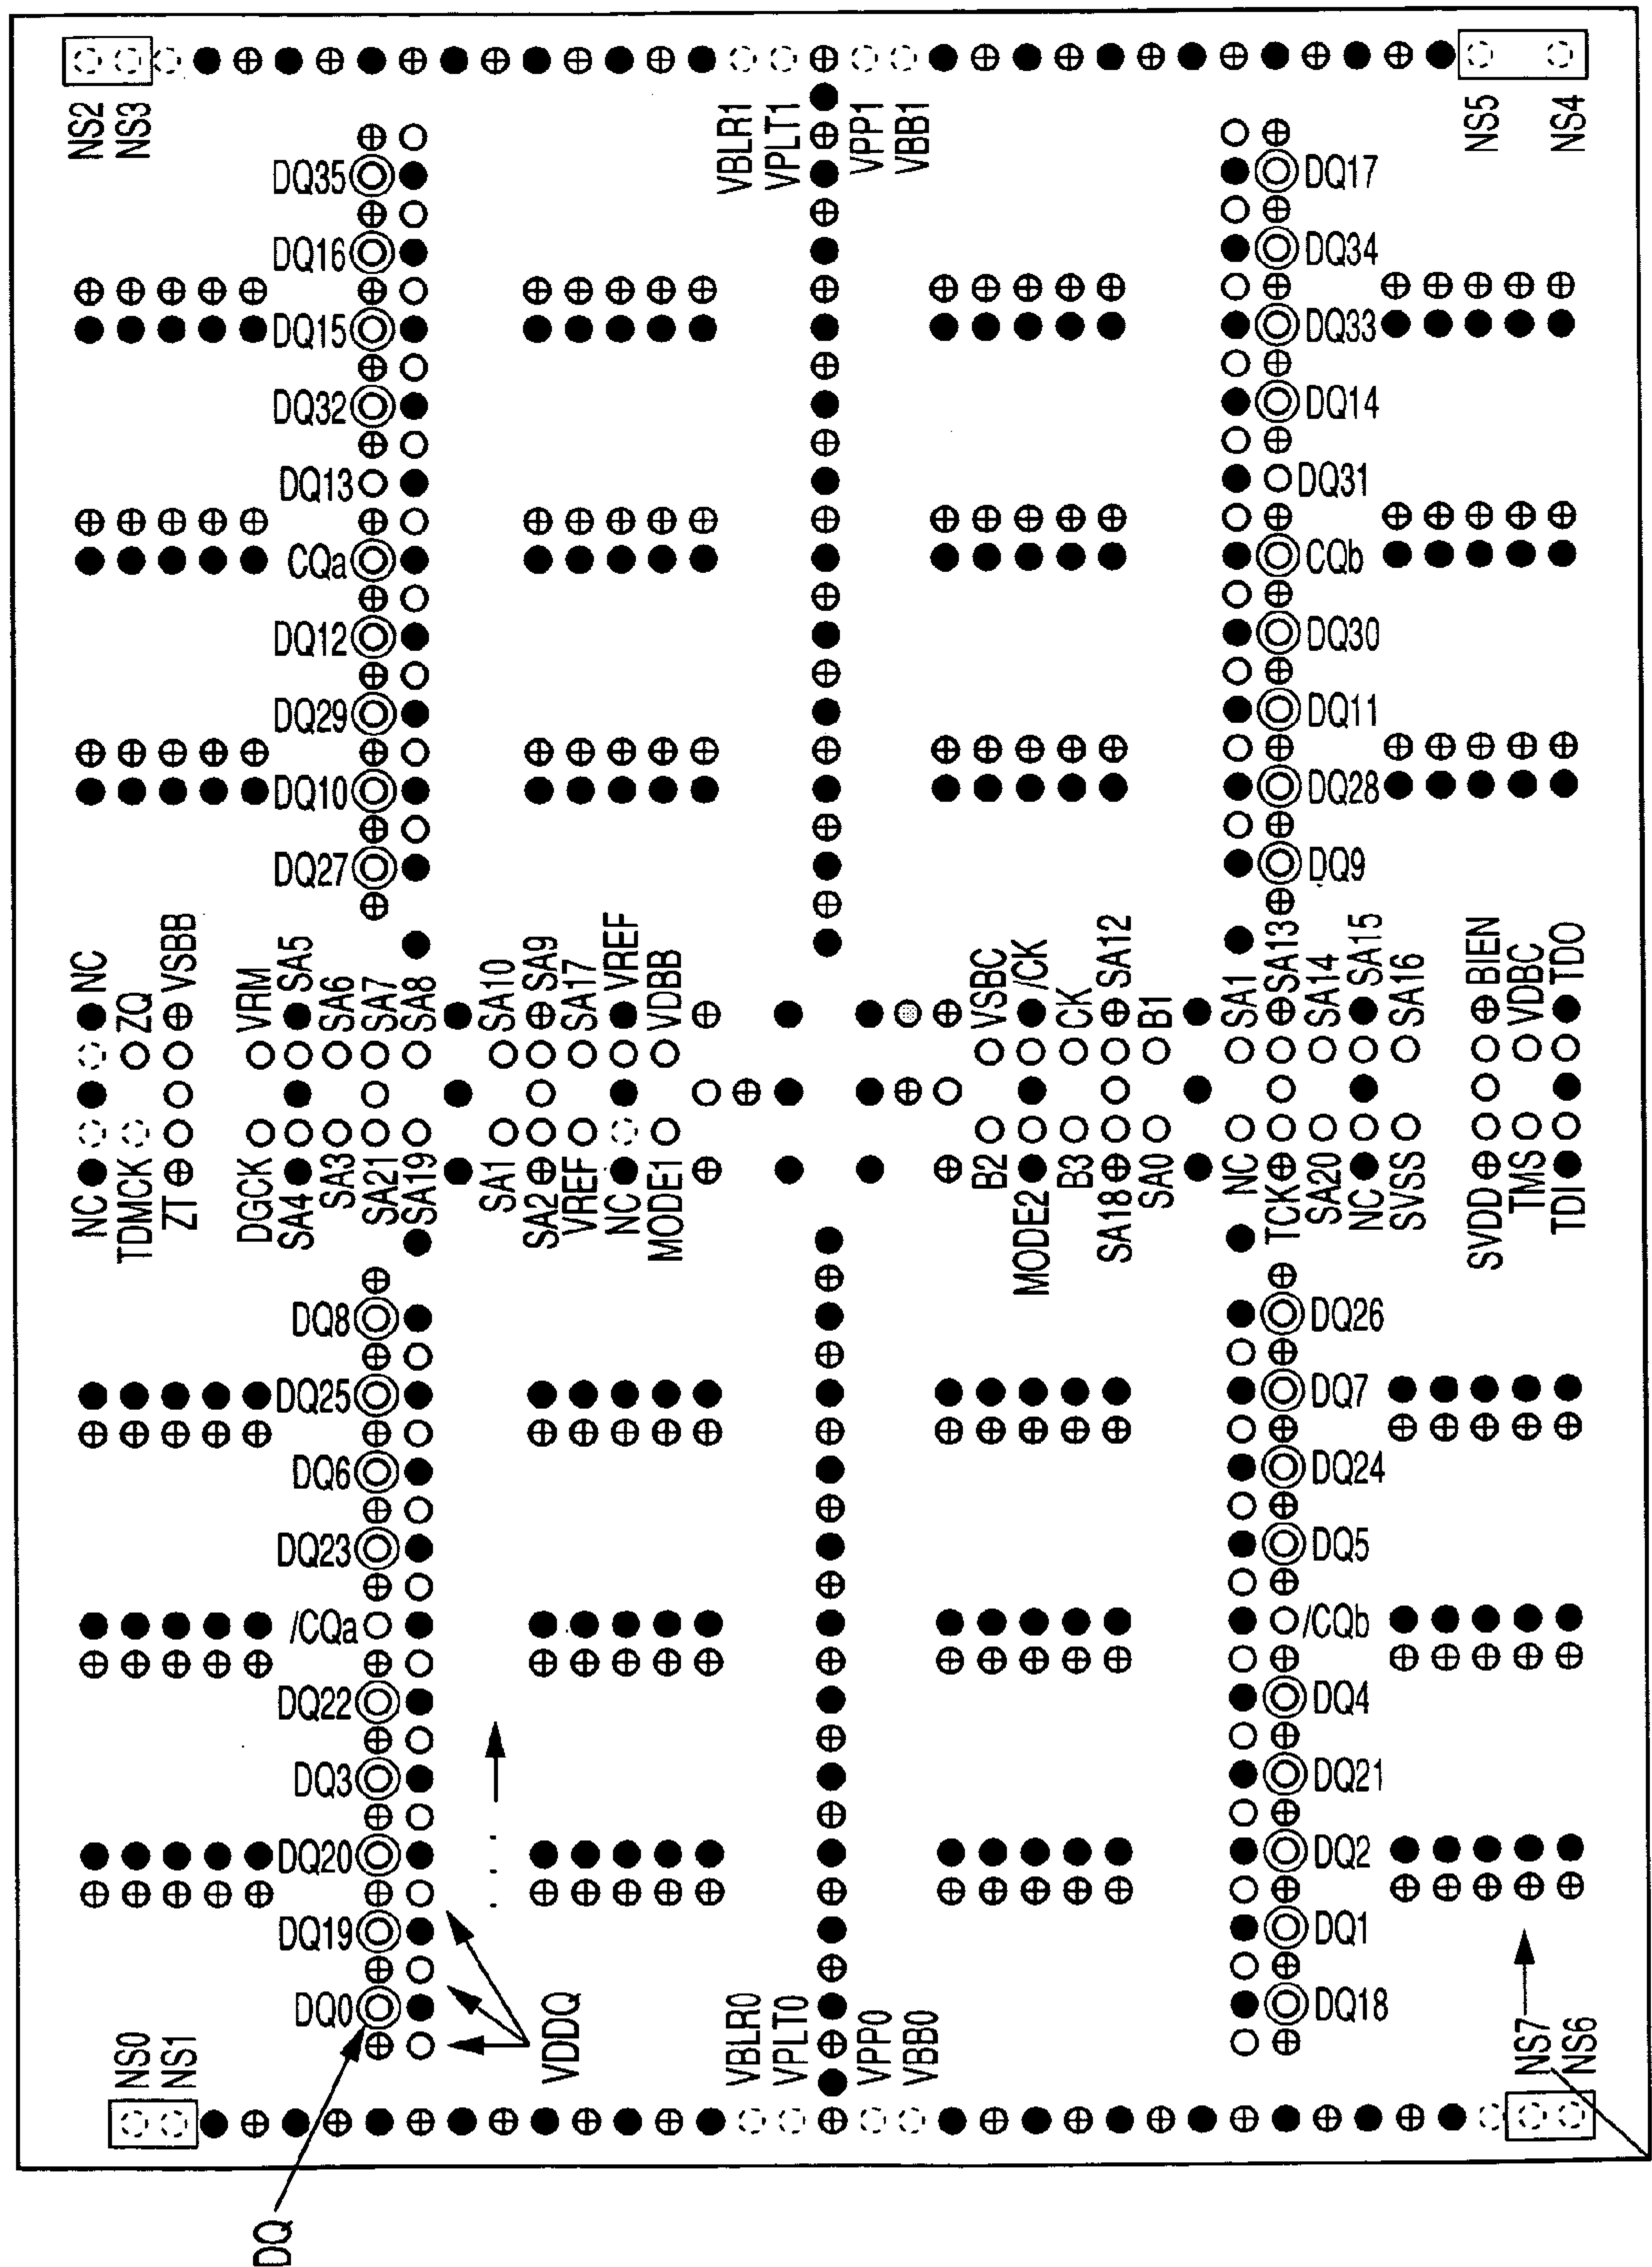 NS2
NS3
NS5
NS4
VBLR1
VPLT1
VPP1
VBB1
DQ35
DQ16
DQ15
DQ32
DQ13
CQa
DQ12
DQ29
DQ10
DQ27
DQ17
DQ34
DQ33
DQ14
DQ31
CQb
DQ30
DQ11
DQ28
DQ9
NC
ZQ
VSBB
VRM
SA5
SA6
SA7
SA8
SA10
SA9
SA17
VREF
VDBB
VSBC
/CK
CK
SA12
B1
SA1
SA13
SA14
SA15
SA16
BIEN
VDBC
TDO
NC
TDMCK
ZT
DGCK
SA4
SA3
SA21
SA19
SA1
SA2
VREF
NC
MODE1
B2
MODE2
B3
SA18
SA0
NC
TCK
SA20
NC
SVSS
SVDD
TMS
TDI
DQ8
DQ25
DQ6
DQ23
/CQa
DQ22
DQ3
DQ20
DQ19
DQ0
DQ26
DQ7
DQ24
DQ5
/CQb
DQ4
DQ21
DQ2
DQ1
DQ18
VDDQ
NS0
NS1
VBLR0
VPLT0
VPP0
VBB0
NS7
NS6
DQ